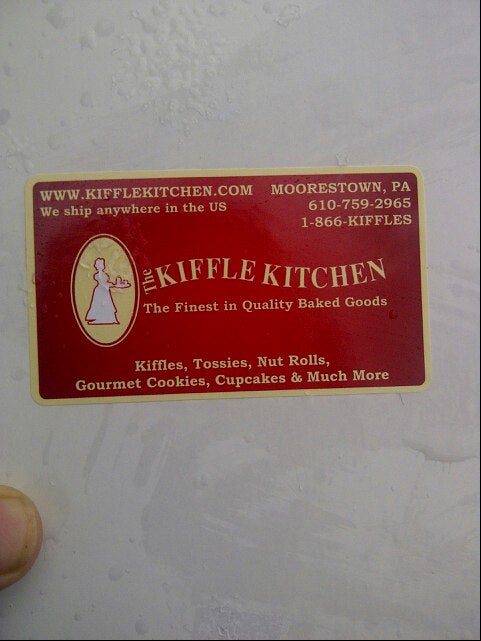 WWW.KIFFLEKITCHEN.COM MOORESTOWN, PA
We ship anywhere in the US 610-759-2965
1-866-KIFFLES
The KIFFLE KITCHEN
The Finest in Quality Baked Goods
Kiffles, Tossies, Nut Rolls,
Gourmet Cookies, Cupcakes & Much More